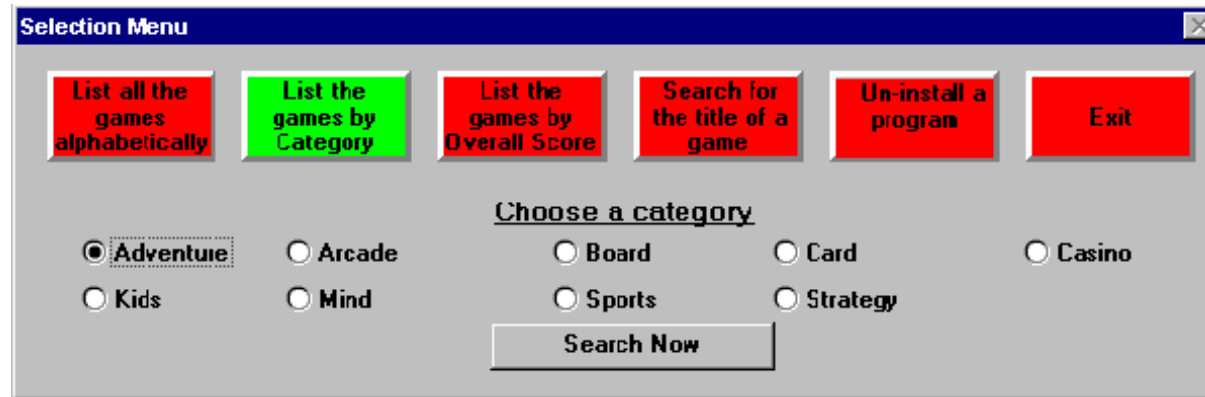 Selection Menu
List all the
games
alphabetically
List the
games by
Category
List the
games by
Overall Score
Search for
the title of a
game
Un-install a
program
Exit
Choose a category
Adventure Arcade Board Card Casino
Kids Mind Sports Strategy
Search Now